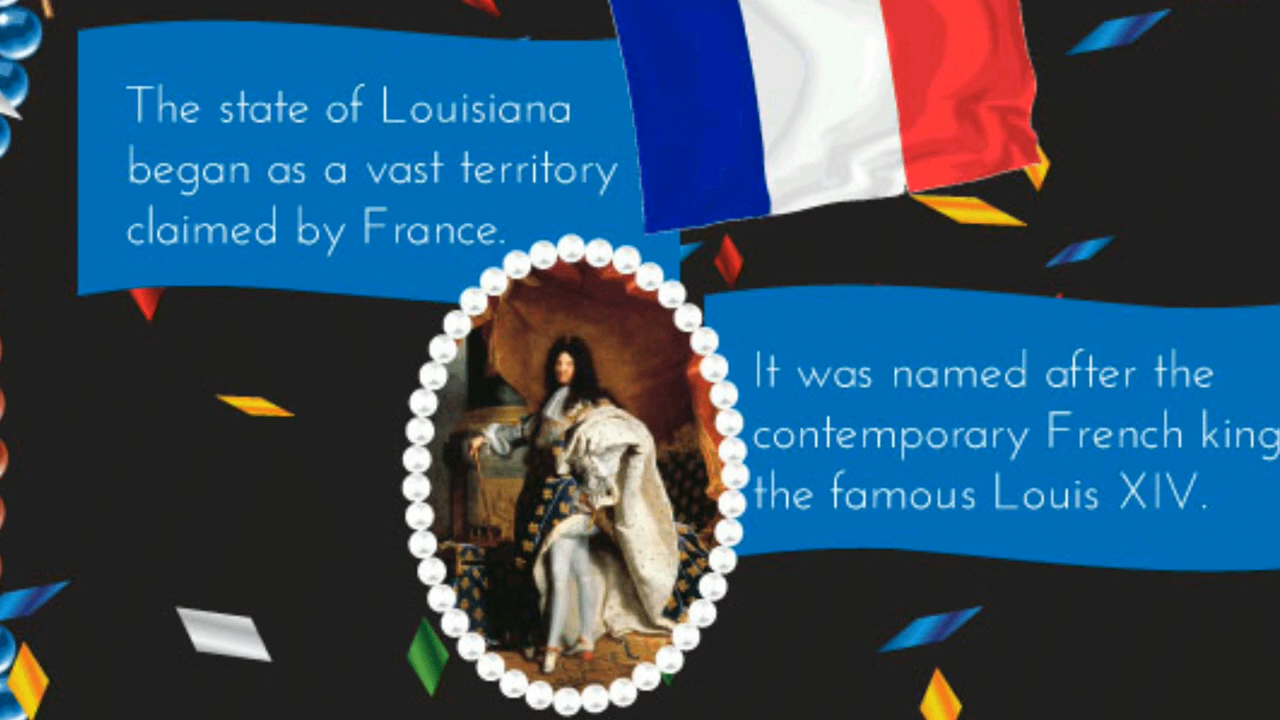 The state of Louisiana
began as a vast territory
claimed by France.
It was named after the
contemporary French king
the famous Louis XIV.